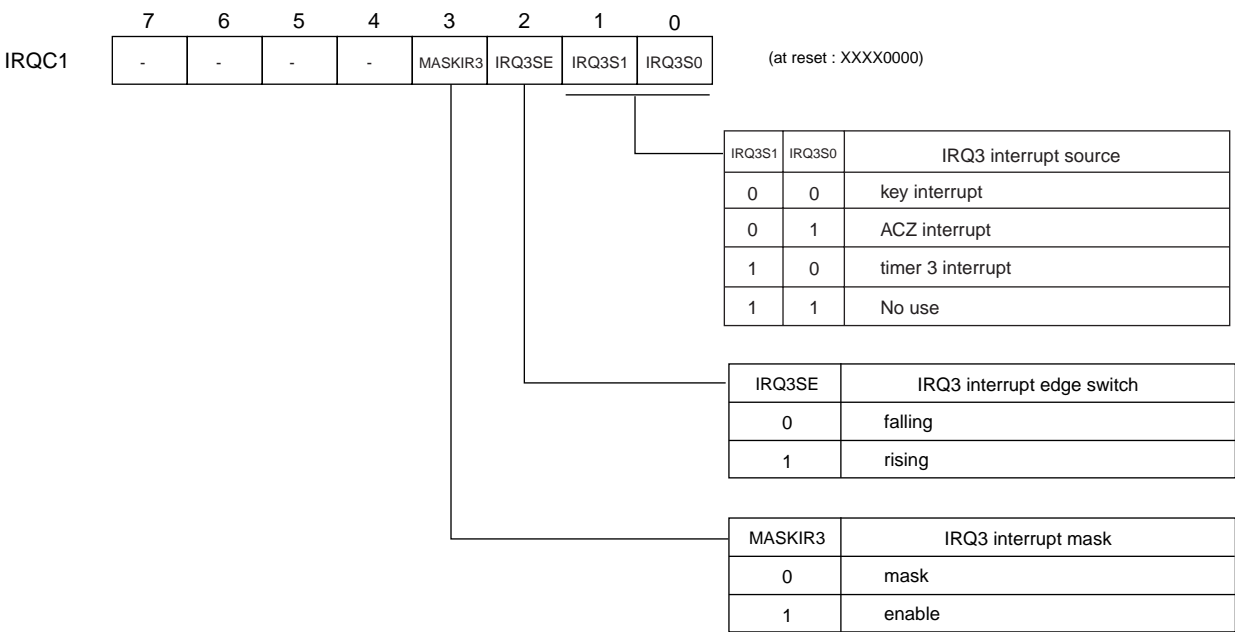 7 6 5 4 3 2 1 0
IRQC1 - - - - MASKIR3 IRQ3SE IRQ3S1 IRQ3S0 (at reset : XXXX0000)
IRQ3S1 IRQ3S0 IRQ3 interrupt source
0 0 key interrupt
0 1 ACZ interrupt
1 0 timer 3 interrupt
1 1 No use
IRQ3SE IRQ3 interrupt edge switch
0 falling
1 rising
MASKIR3 IRQ3 interrupt mask
0 mask
1 enable